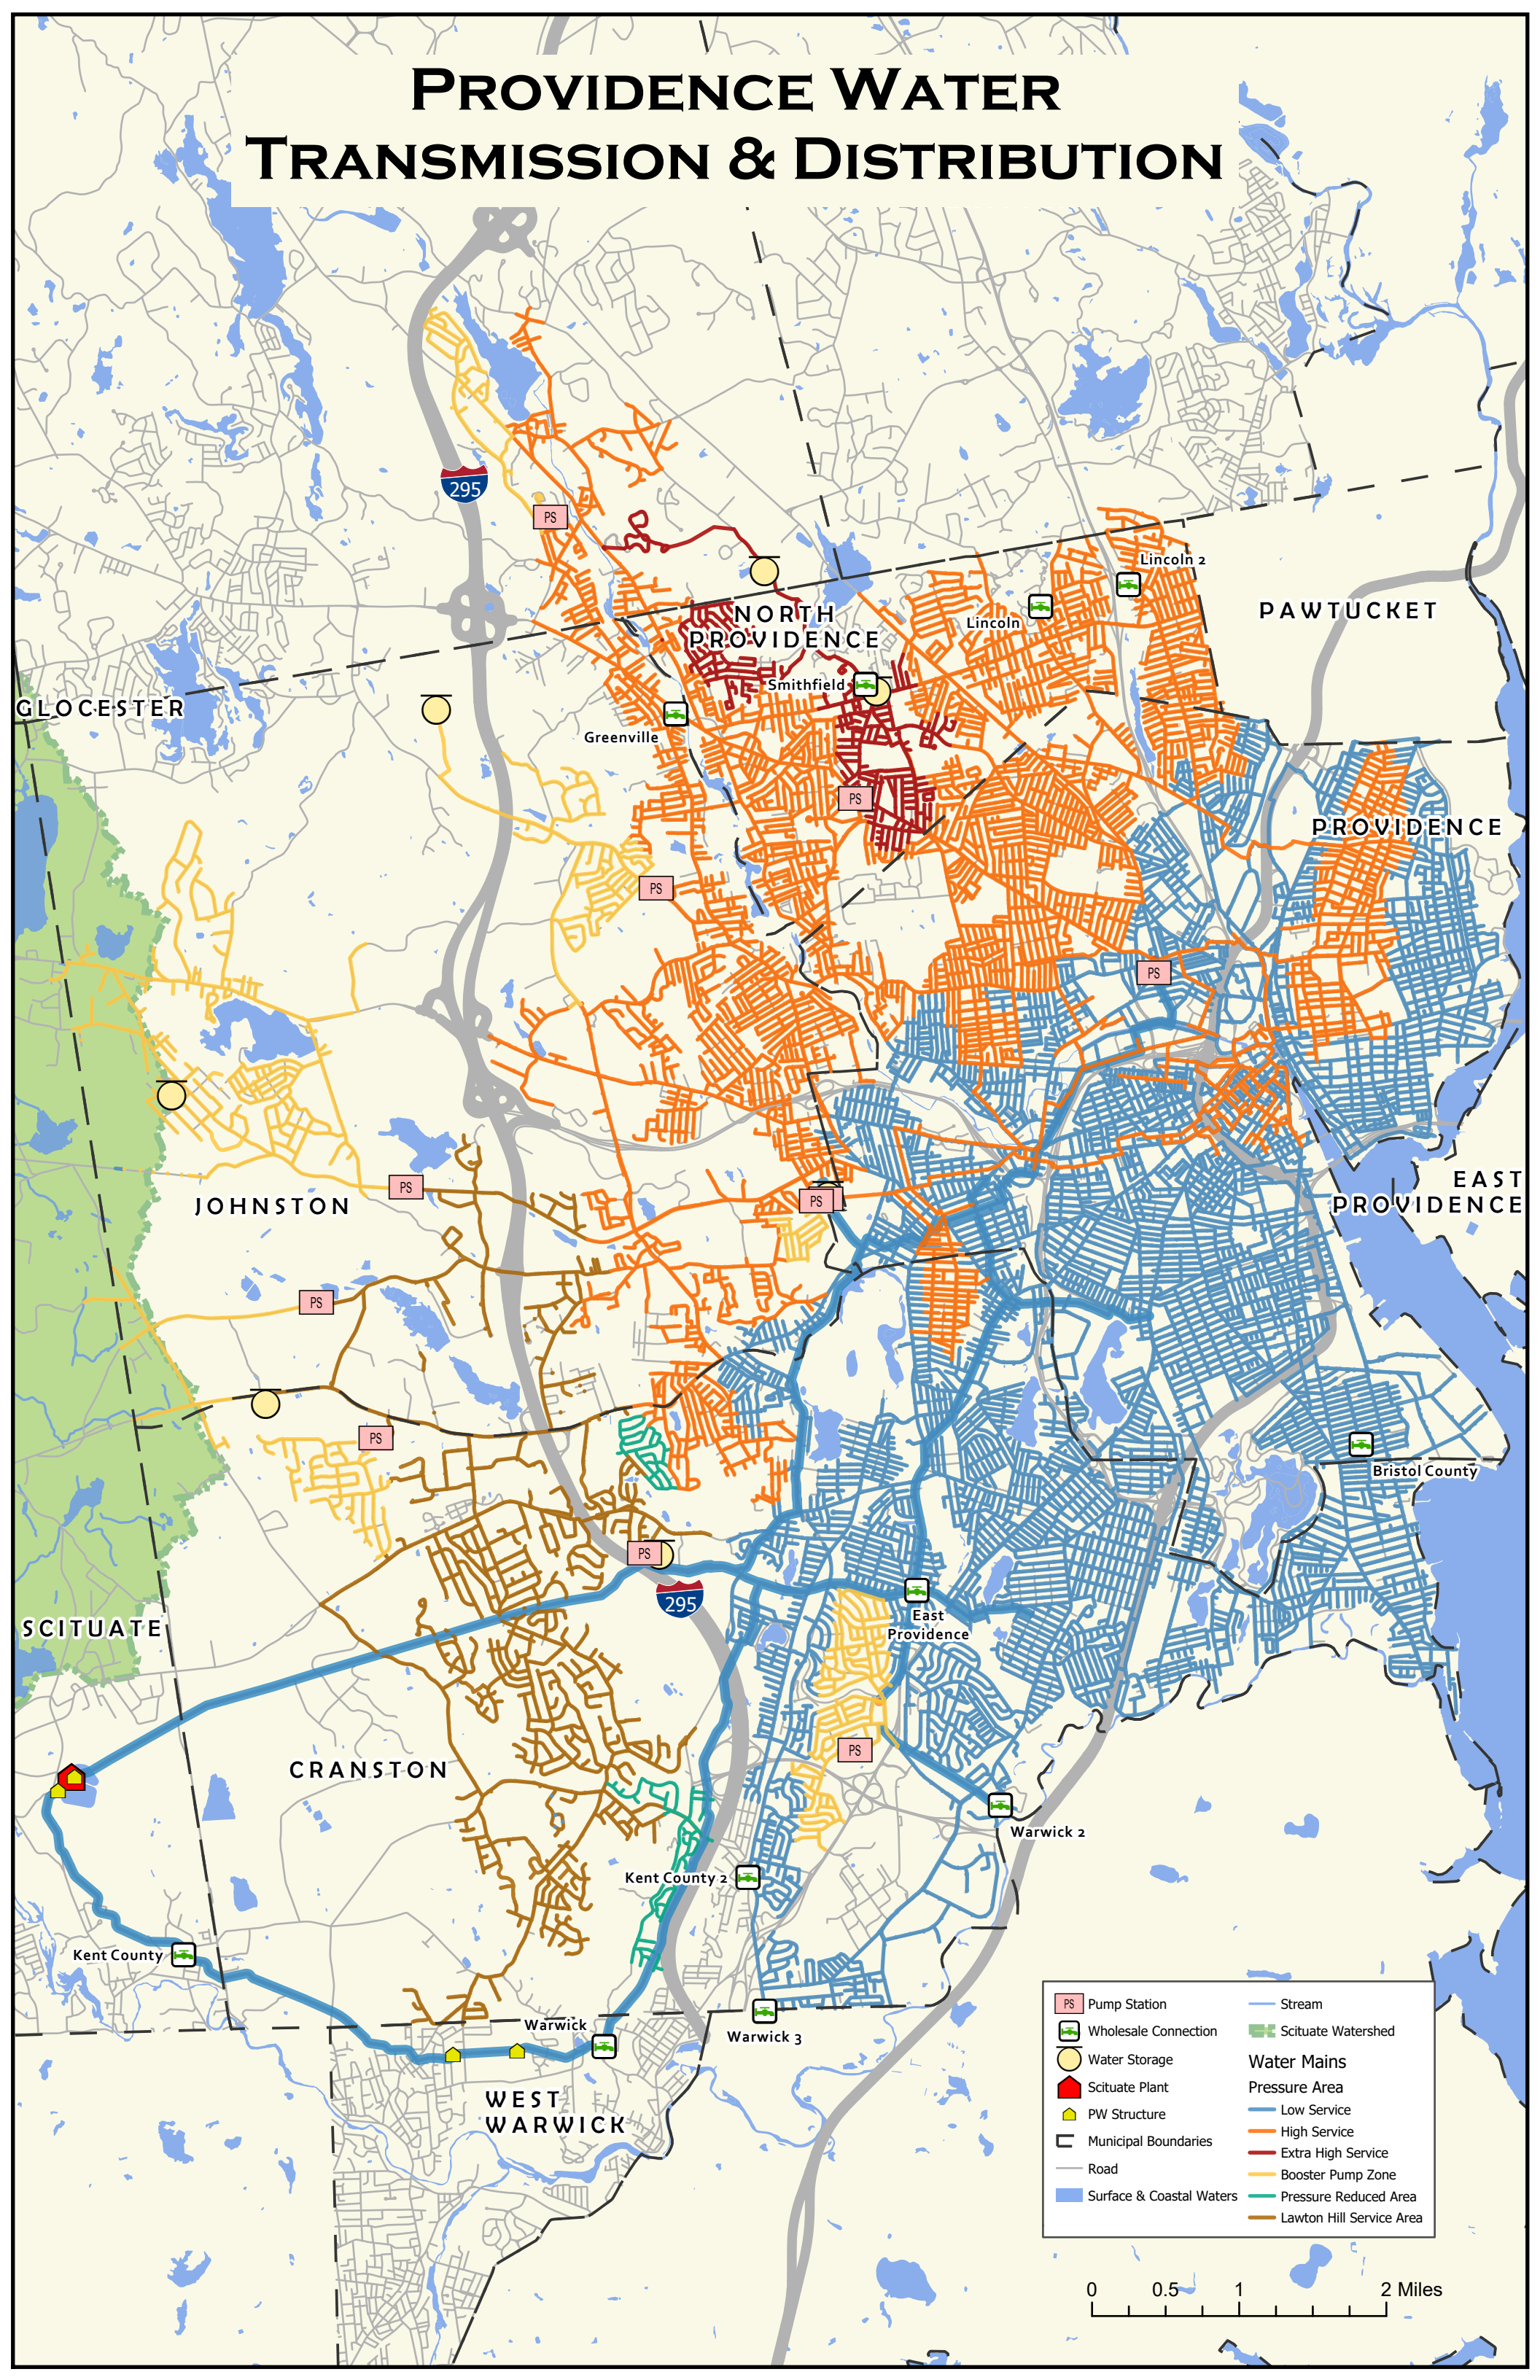 PROVIDENCE WATER
TRANSMISSION & DISTRIBUTION
295
PS
Lincoln 2
PAWTUCKET
NORTH
PROVIDENCE
Lincoln
Smithfield
GLOCESTER
Greenville
PS
PROVIDENCE
PS
PS
EAST
PROVIDENCE
PS
JOHNSTON
PS
PS
PS
Bristol County
PS
295
East
Providence
SCITUATE
PS
CRANSTON
Warwick 2
Kent County 2
Kent County
Warwick
Warwick 3
WEST
WARWICK
PS Pump Station
Wholesale Connection
Water Storage
Scituate Plant
PW Structure
Municipal Boundaries
Road
Surface & Coastal Waters
Stream
Scituate Watershed
Water Mains
Pressure Area
Low Service
High Service
Extra High Service
Booster Pump Zone
Pressure Reduced Area
Lawton Hill Service Area
0 0.5 1 2 Miles